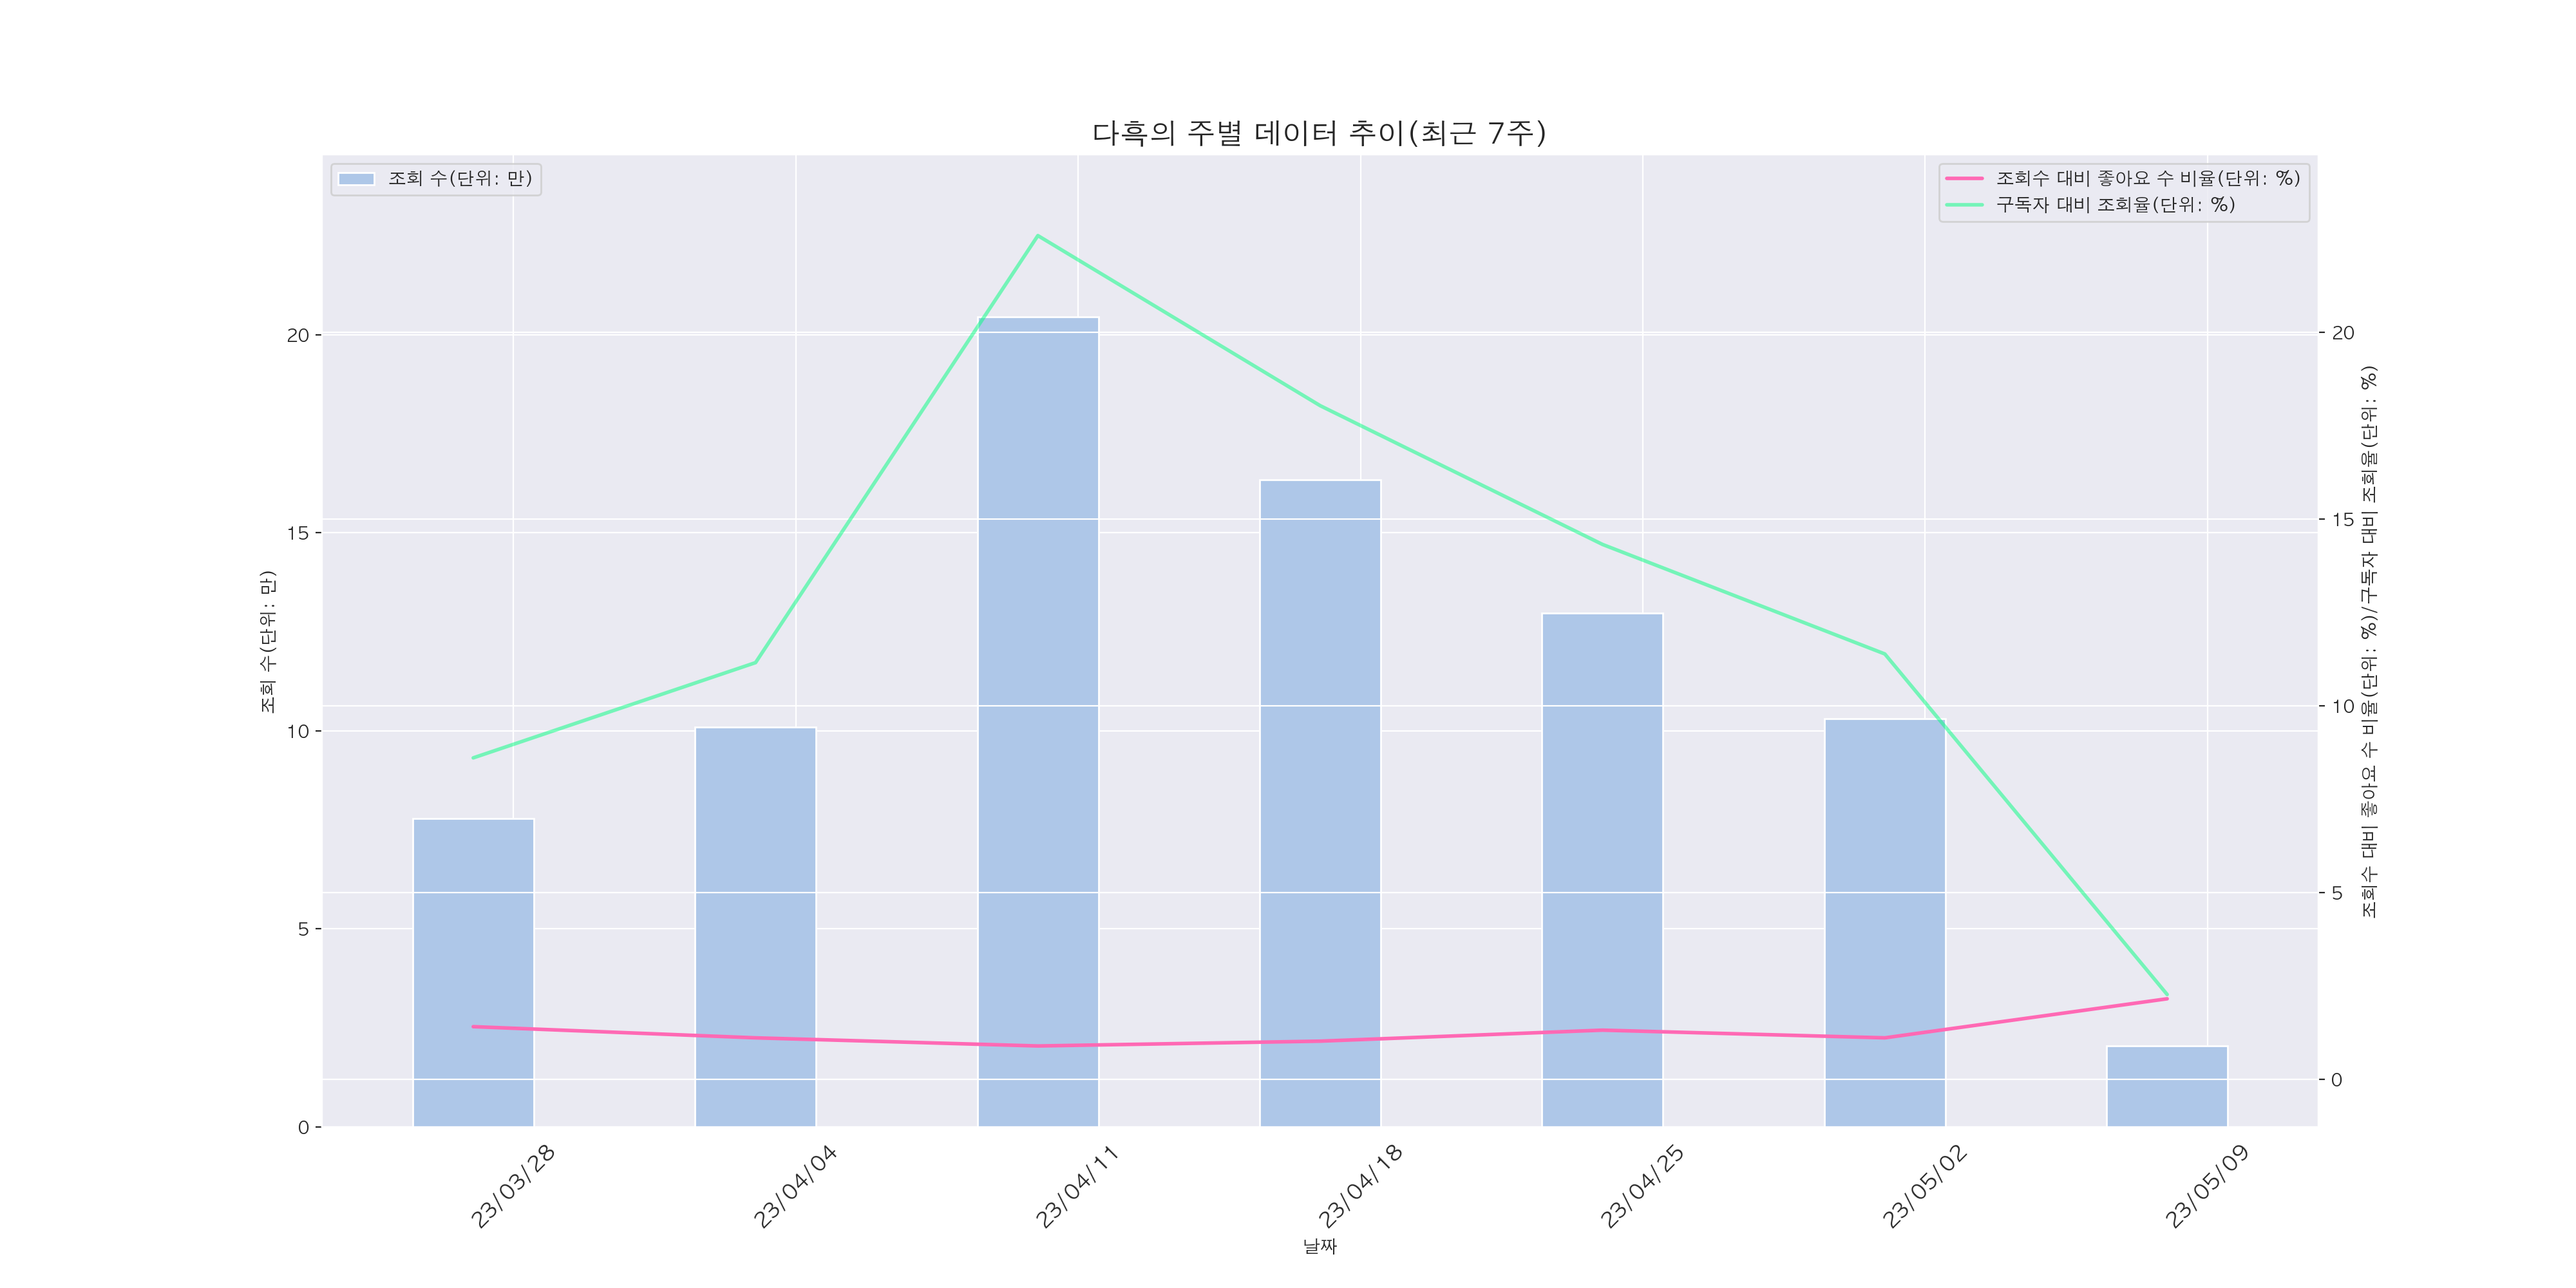 다흑의 주별 데이터 추이(최근 7주)
조회 수(단위: 만)
조회수 대비 좋아요 수 비율(단위: %)
구독자 대비 조회율(단위: %)
20
15
10
5
0
조회 수(단위: 만)
20
15
10
5
0
조회수 대비 좋아요 수 비율(단위: %)/구독자 대비 조회율(단위: %)
23/03/28
23/04/04
23/04/11
23/04/18
23/04/25
23/05/02
23/05/09
날짜